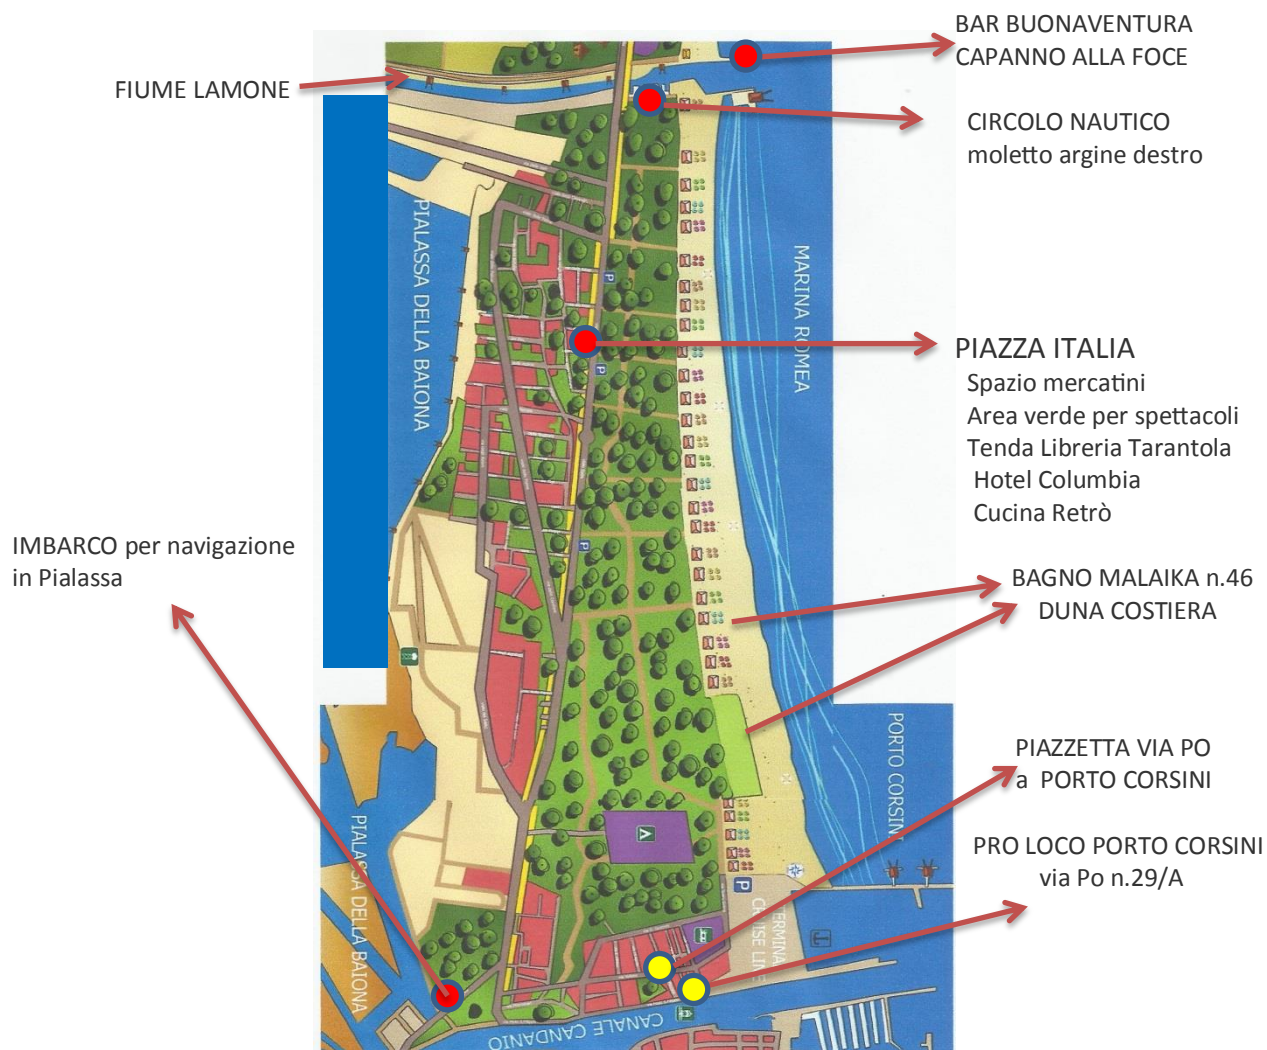 BAR BUONAVENTURA
CAPANNO ALLA FOCE
FIUME LAMONE
CIRCOLO NAUTICO
moletto argine destro
PIALASSA DELLA BAIONA
MARINA ROMEA
P
PIAZZA ITALIA
Spazio mercatini
Area verde per spettacoli
Tenda Libreria Tarantola
Hotel Columbia
Cucina Retrò
P
P
IMBARCO per navigazione
in Pialassa
BAGNO MALAIKA n.46
DUNA COSTIERA
PORTO CORSINI
PIAZZETTA VIA PO
a PORTO CORSINI
PIALASSA DELLA BAIONA
P
PRO LOCO PORTO CORSINI
via Po n.29/A
TERMINAL
CRUISE LINE
CANALE CANDIANO